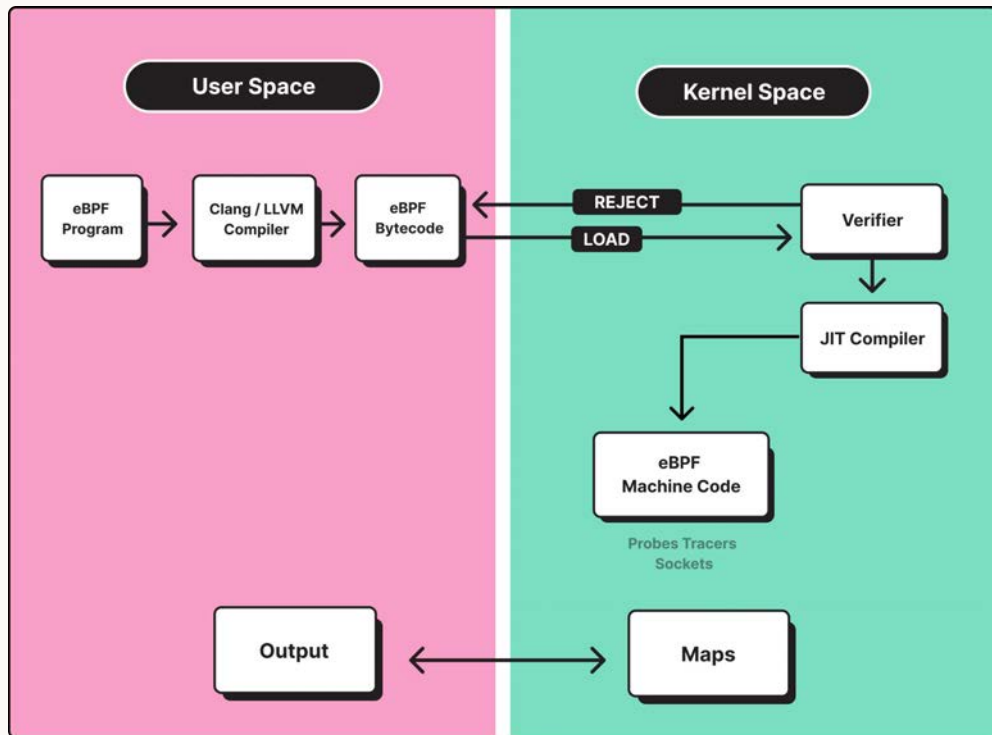 User Space
Kernel Space
eBPF
Program
Clang / LLVM
Compiler
eBPF
Bytecode
REJECT
LOAD
Verifier
JIT Compiler
eBPF
Machine Code
Probes Tracers
Sockets
Output
Maps